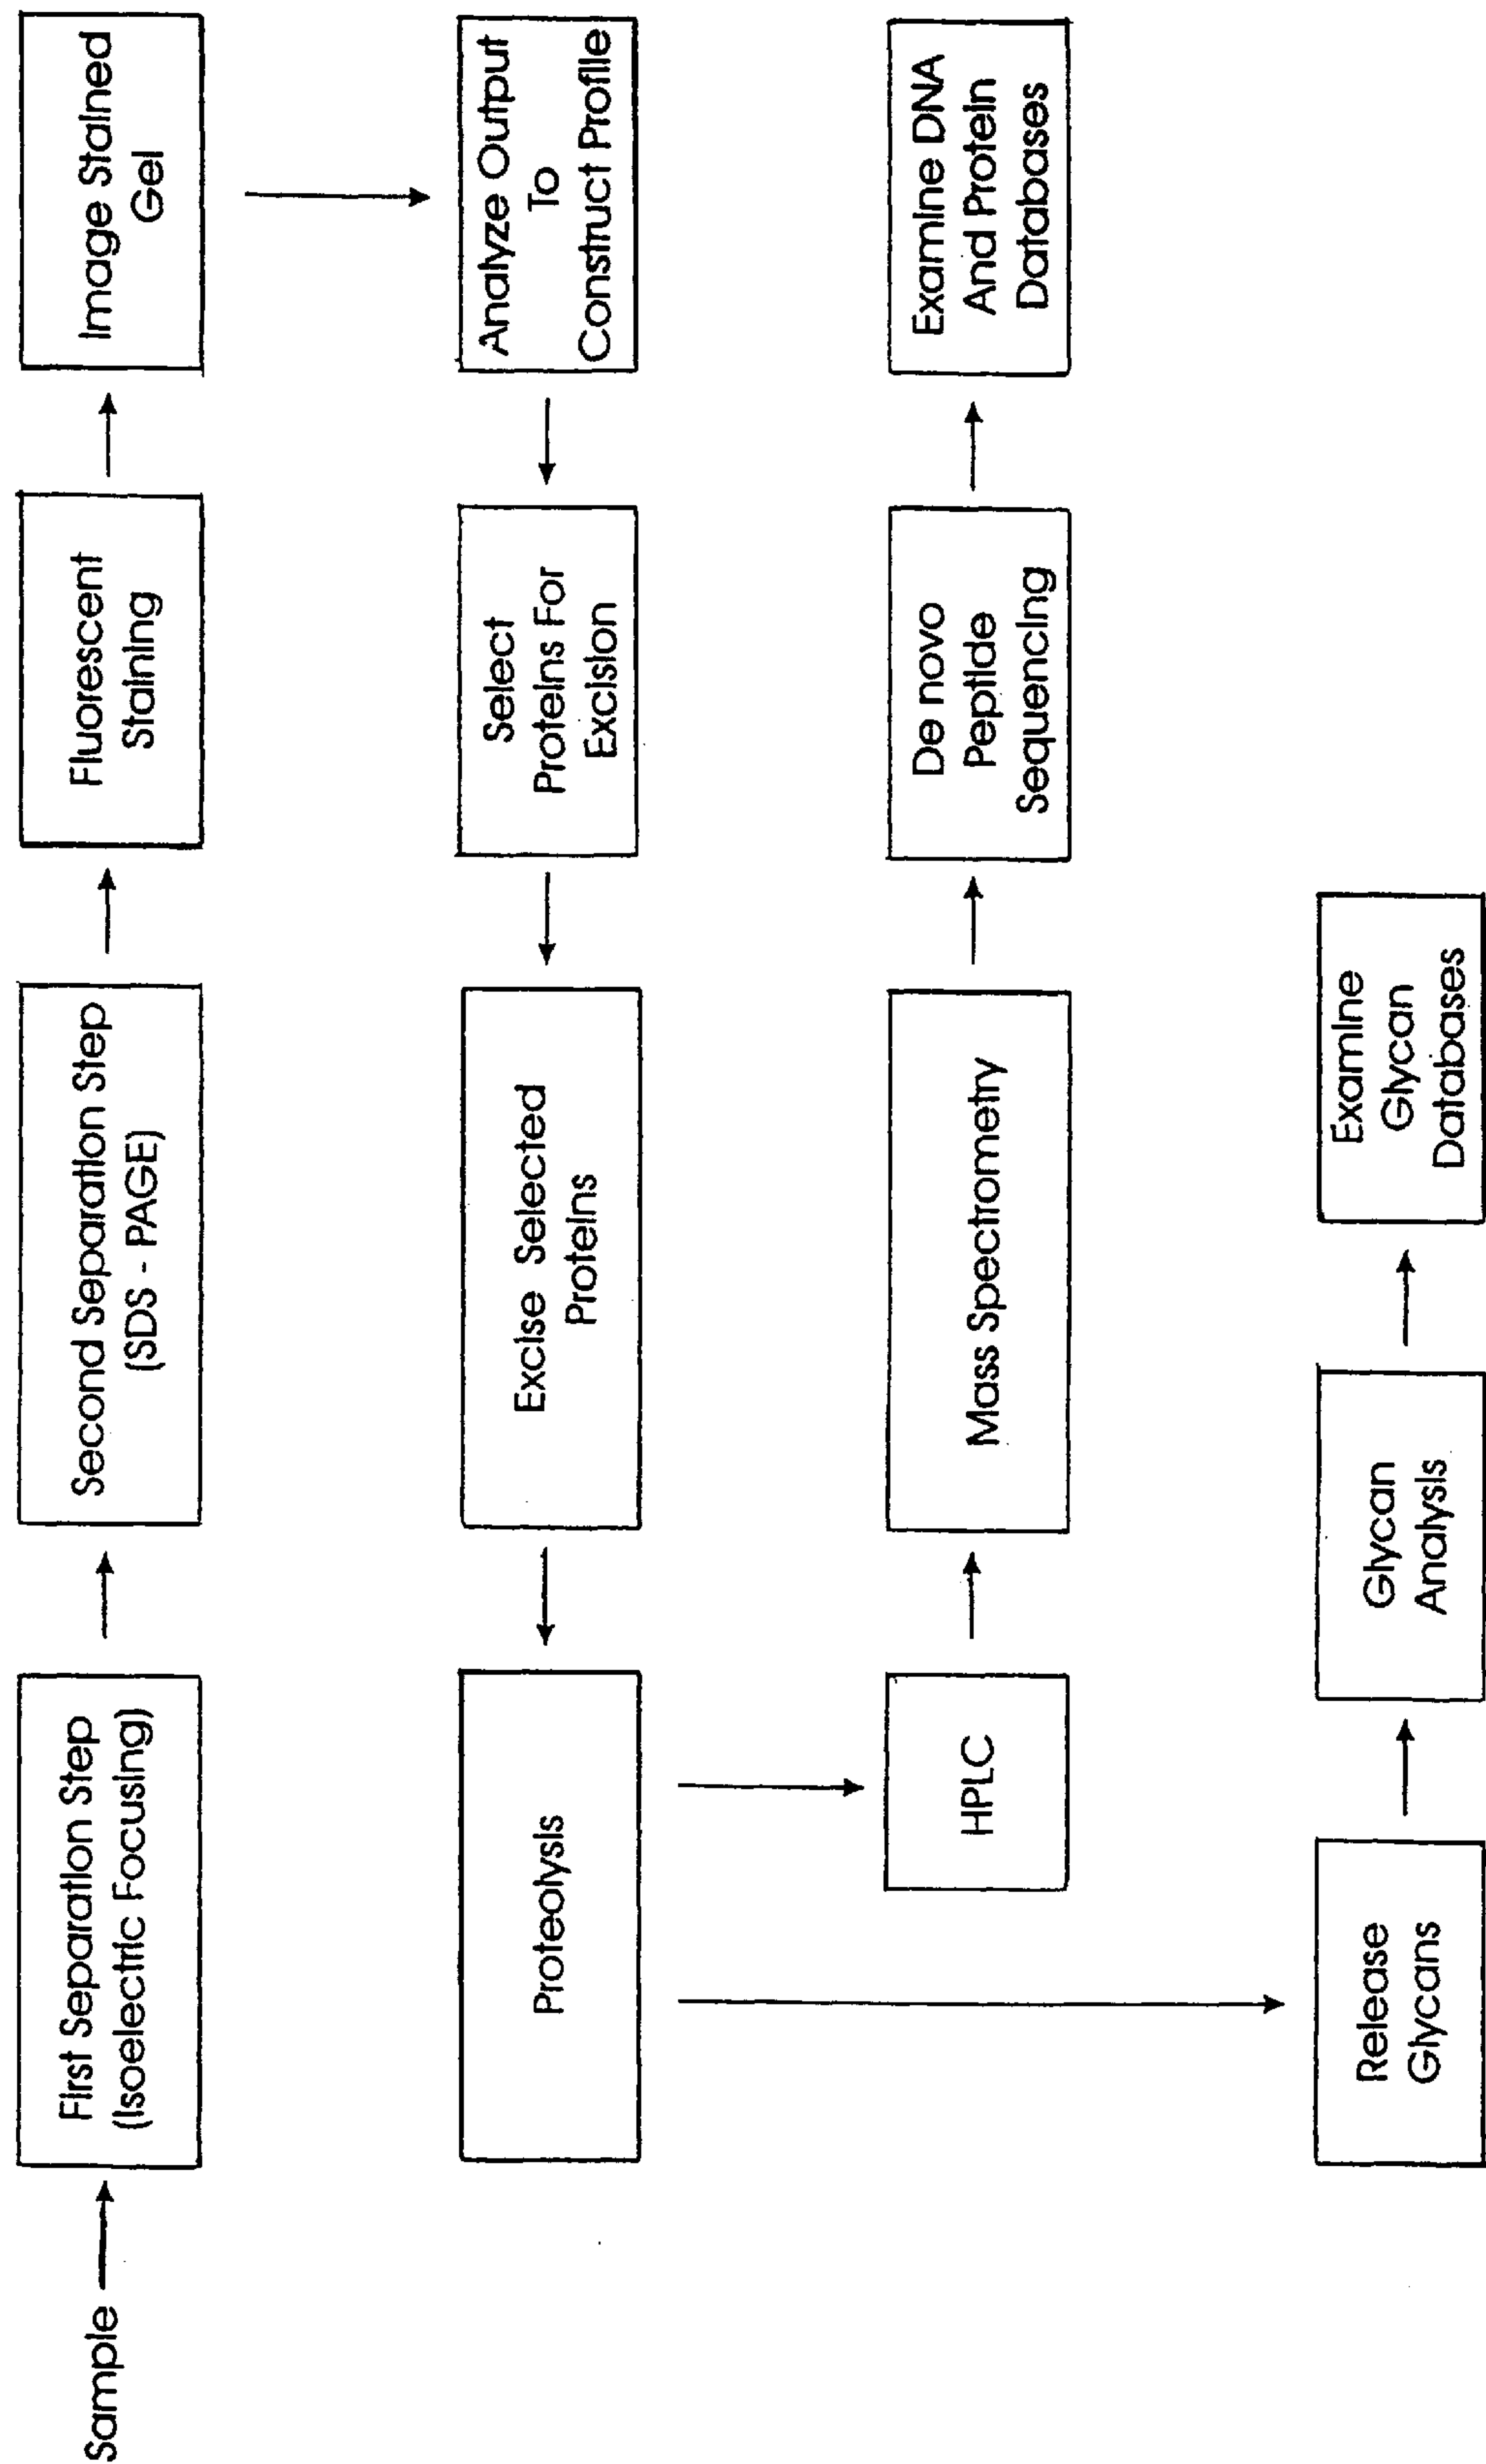 Sample
First Separation Step
(Isoelectric Focusing)
Second Separation Step
(SDS - PAGE)
Fluorescent
Staining
Image Stained
Gel
Analyze Output
To
Construct Profile
Select
Proteins For
Excision
Excise Selected
Proteins
Proteolysis
HPLC
Mass Spectrometry
De novo
Peptide
Sequencing
Examine DNA
And Protein
Databases
Release
Glycans
Glycan
Analysis
Examine
Glycan
Databases